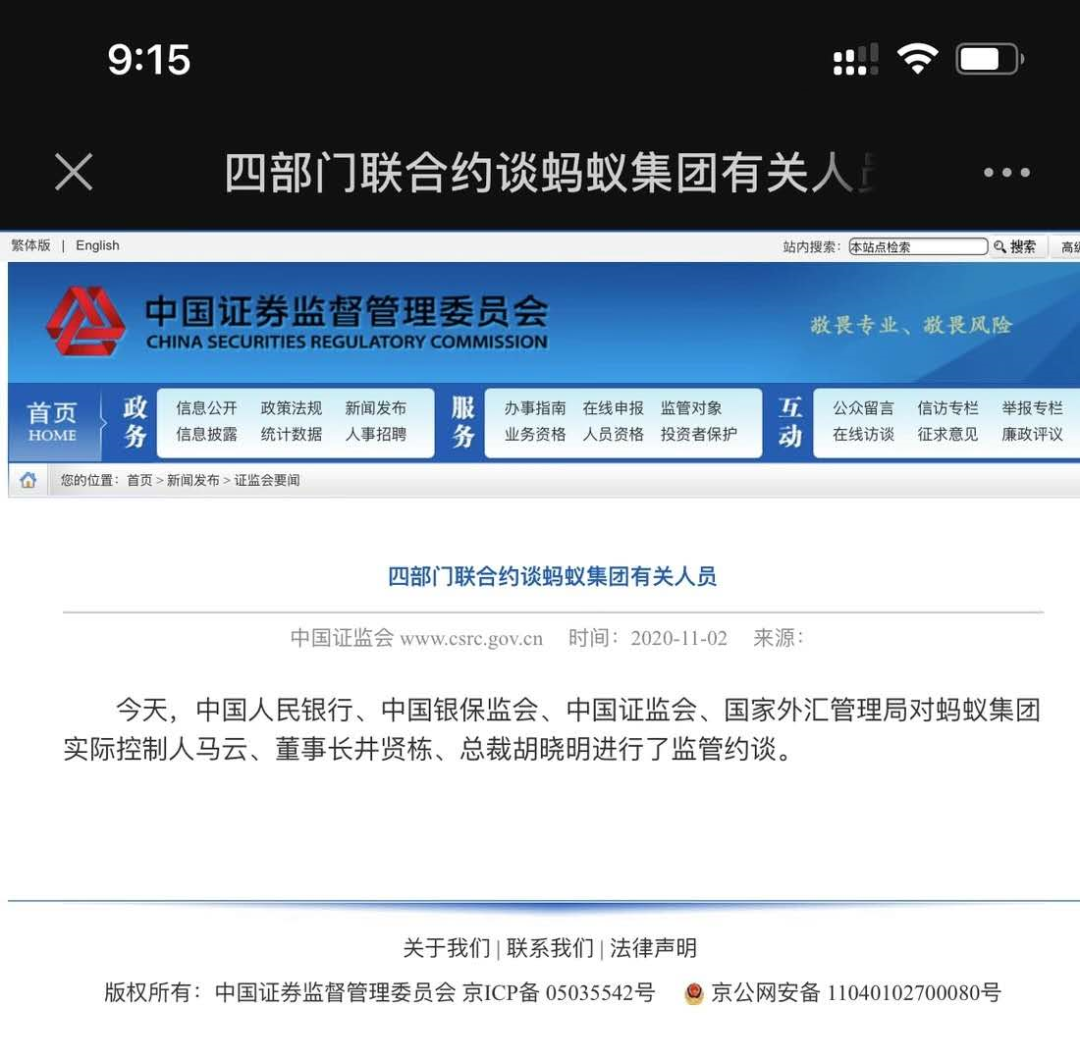 9:15
四部门联合约谈蚂蚁集团有关人员
繁体版 | English
站内搜索: 本站点检索 搜索 高级
中国证券监督管理委员会
CHINA SECURITIES REGULATORY COMMISSION
敬畏专业、敬畏风险
首页 HOME
政务
信息公开 政策法规 新闻发布
信息披露 统计数据 人事招聘
服务
办事指南 在线申报 监管对象
业务资格 人员资格 投资者保护
互动
公众留言 信访专栏 举报专栏
在线访谈 征求意见 廉政评议
您的位置：首页 > 新闻发布 > 证监会要闻
四部门联合约谈蚂蚁集团有关人员
中国证监会 www.csrc.gov.cn 时间：2020-11-02 来源：
今天，中国人民银行、中国银保监会、中国证监会、国家外汇管理局对蚂蚁集团
实际控制人马云、董事长井贤栋、总裁胡晓明进行了监管约谈。
关于我们 | 联系我们 | 法律声明
版权所有：中国证券监督管理委员会 京ICP备 05035542号 京公网安备 11040102700080号